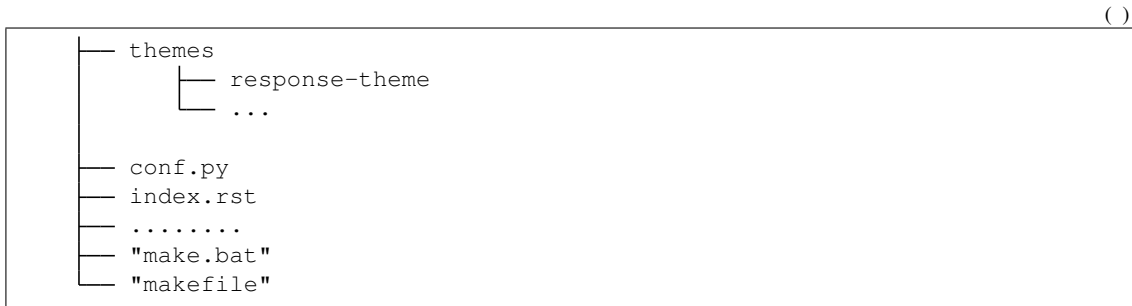 ( )
├── themes
│   ├── response-theme
│   └── ...
│
├── conf.py
├── index.rst
├── ........
├── "make.bat"
└── "makefile"